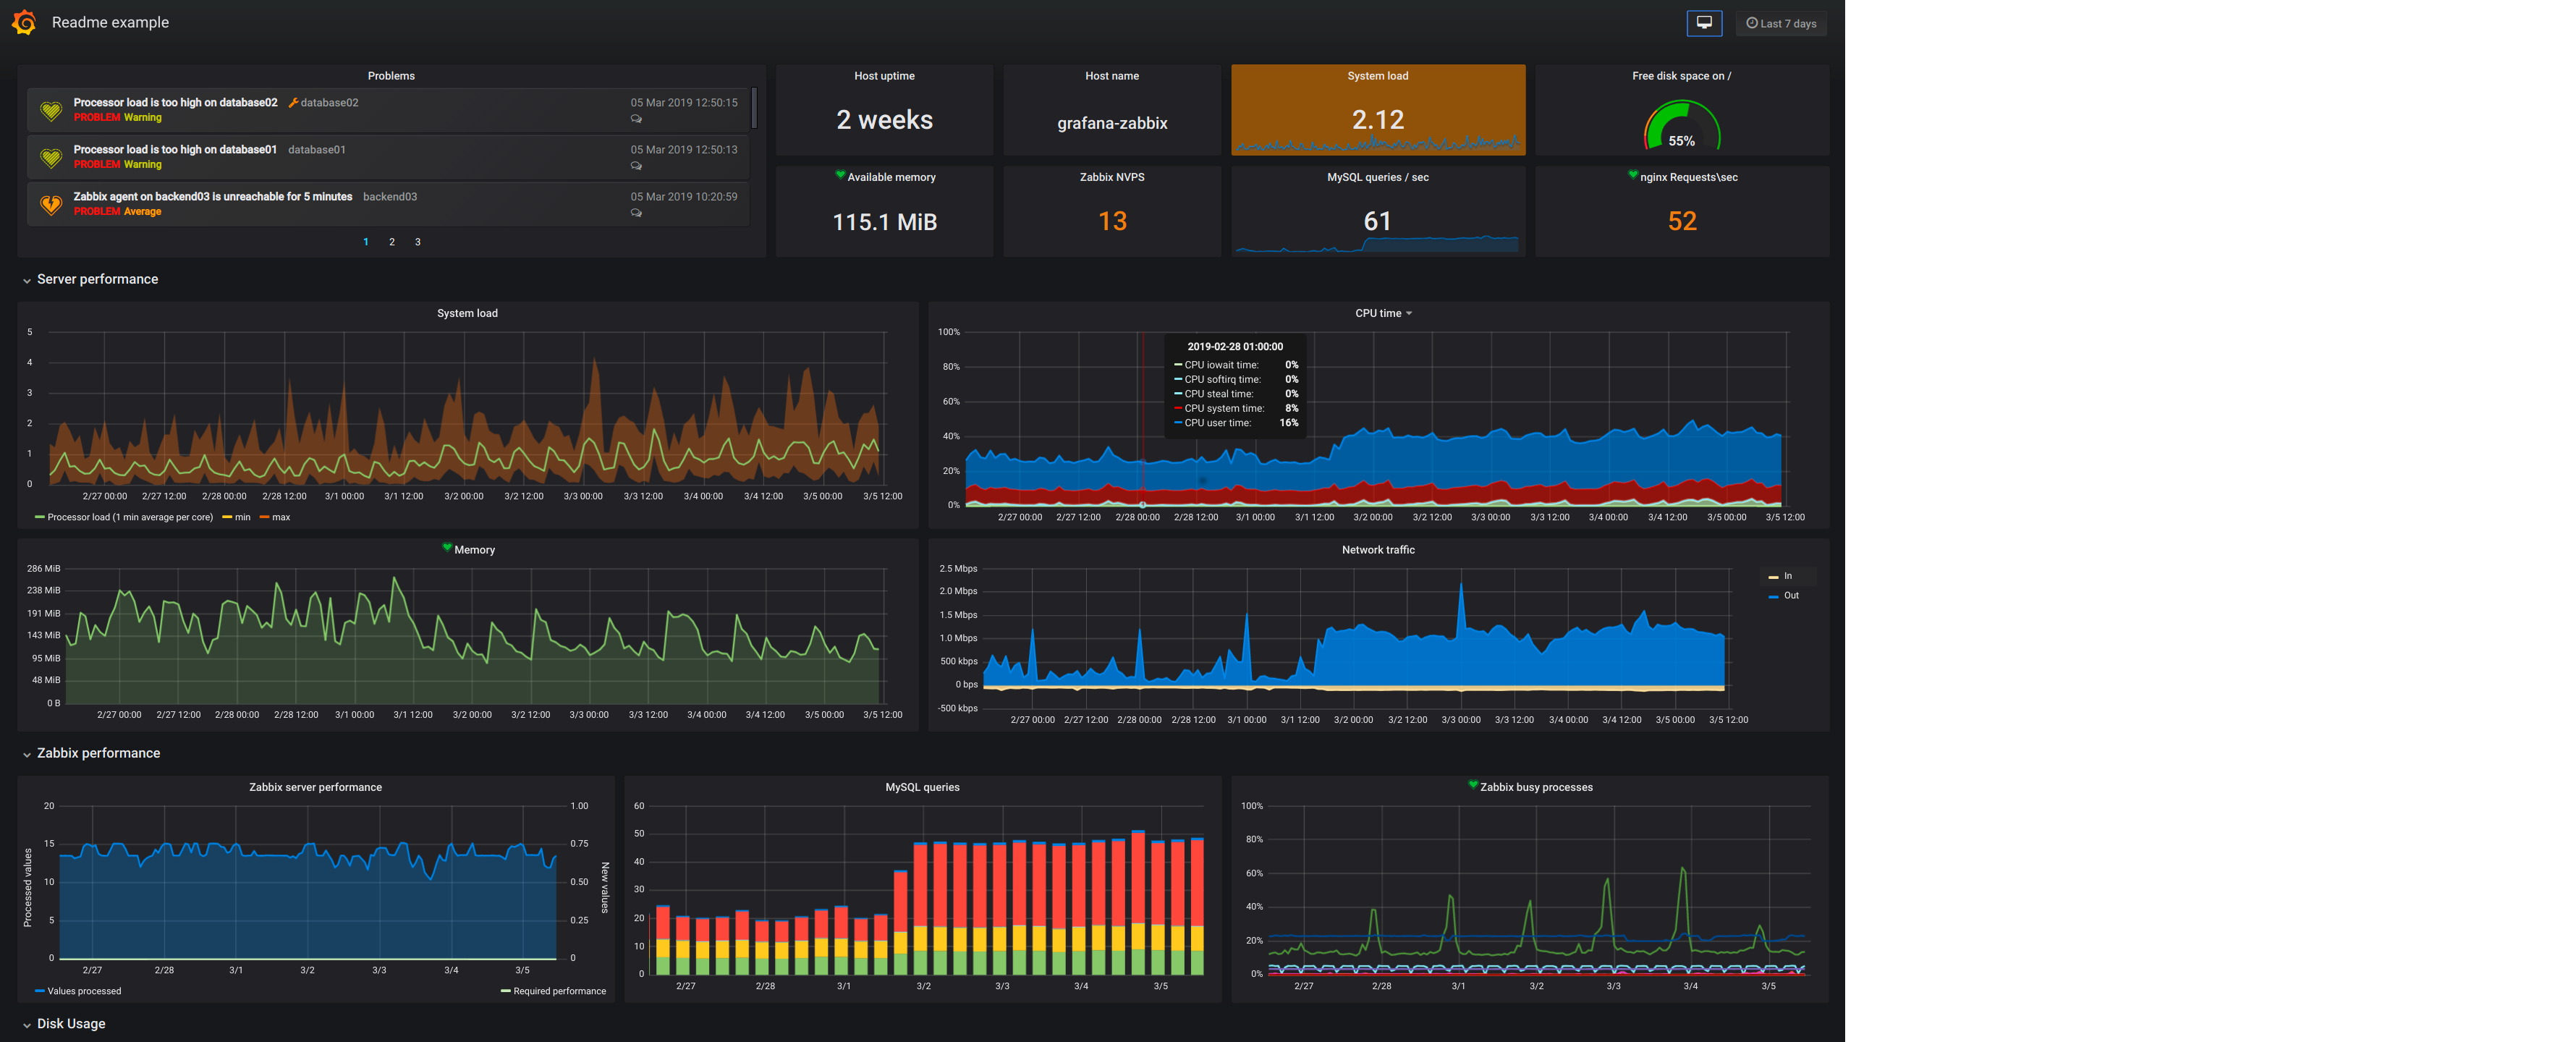 Readme example
Last 7 days
Problems
Processor load is too high on database02 database02 05 Mar 2019 12:50:15
PROBLEM Warning
Processor load is too high on database01 database01 05 Mar 2019 12:50:13
PROBLEM Warning
Zabbix agent on backend03 is unreachable for 5 minutes backend03 05 Mar 2019 10:20:59
PROBLEM Average
1 2 3
Host uptime
2 weeks
Host name
grafana-zabbix
System load
2.12
Free disk space on /
55%
Available memory
115.1 MiB
Zabbix NVPS
13
MySQL queries / sec
61
nginx Requests\sec
52
Server performance
System load
5
4
3
2
1
0
2/27 00:00 2/27 12:00 2/28 00:00 2/28 12:00 3/1 00:00 3/1 12:00 3/2 00:00 3/2 12:00 3/3 00:00 3/3 12:00 3/4 00:00 3/4 12:00 3/5 00:00 3/5 12:00
Processor load (1 min average per core) min max
CPU time
100%
80%
60%
40%
20%
0%
2019-02-28 01:00:00
CPU iowait time: 0%
CPU softirq time: 0%
CPU steal time: 0%
CPU system time: 8%
CPU user time: 16%
2/27 00:00 2/27 12:00 2/28 00:00 2/28 12:00 3/1 00:00 3/1 12:00 3/2 00:00 3/2 12:00 3/3 00:00 3/3 12:00 3/4 00:00 3/4 12:00 3/5 00:00 3/5 12:00
Memory
286 MiB
238 MiB
191 MiB
143 MiB
95 MiB
48 MiB
0 B
2/27 00:00 2/27 12:00 2/28 00:00 2/28 12:00 3/1 00:00 3/1 12:00 3/2 00:00 3/2 12:00 3/3 00:00 3/3 12:00 3/4 00:00 3/4 12:00 3/5 00:00 3/5 12:00
Network traffic
2.5 Mbps
2.0 Mbps
1.5 Mbps
1.0 Mbps
500 kbps
0 bps
-500 kbps
2/27 00:00 2/27 12:00 2/28 00:00 2/28 12:00 3/1 00:00 3/1 12:00 3/2 00:00 3/2 12:00 3/3 00:00 3/3 12:00 3/4 00:00 3/4 12:00 3/5 00:00 3/5 12:00
In
Out
Zabbix performance
Zabbix server performance
Processed values
20
15
10
5
0
1.00
0.75
0.50
0.25
0
New values
2/27 2/28 3/1 3/2 3/3 3/4 3/5
Values processed Required performance
MySQL queries
60
50
40
30
20
10
0
2/27 2/28 3/1 3/2 3/3 3/4 3/5
Zabbix busy processes
100%
80%
60%
40%
20%
0%
2/27 2/28 3/1 3/2 3/3 3/4 3/5
Disk Usage